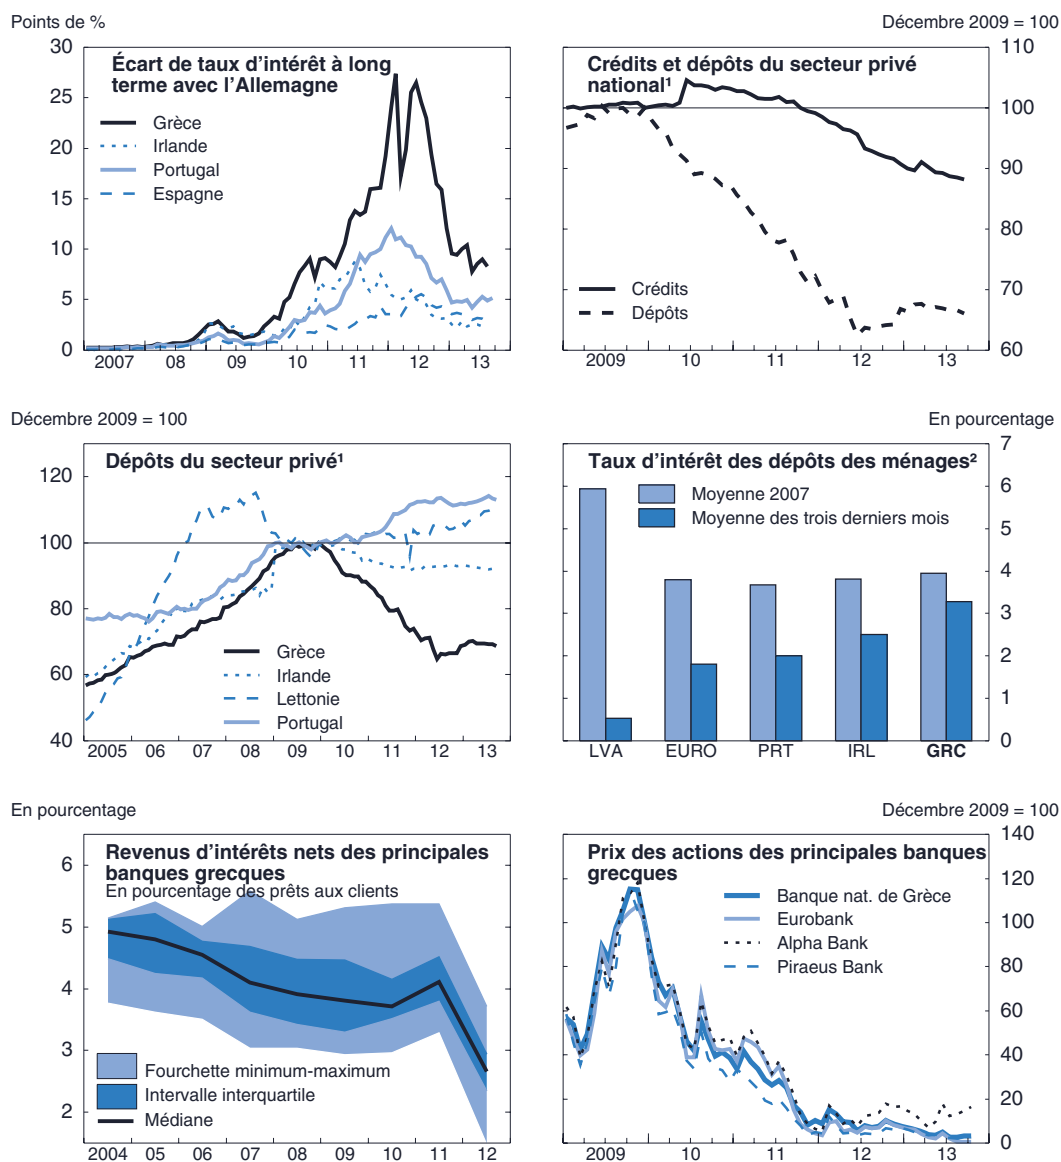 Points de %
Écart de taux d'intérêt à long
terme avec l'Allemagne
Grèce
Irlande
Portugal
Espagne
30
25
20
15
10
5
0
2007 08 09 10 11 12 13
Décembre 2009 = 100
Crédits et dépôts du secteur privé
national¹
Crédits
Dépôts
110
100
90
80
70
60
2009 10 11 12 13
Décembre 2009 = 100
Dépôts du secteur privé¹
120
100
80
60
40
Grèce
Irlande
Lettonie
Portugal
2005 06 07 08 09 10 11 12 13
En pourcentage
Taux d'intérêt des dépôts des ménages²
Moyenne 2007
Moyenne des trois derniers mois
7
6
5
4
3
2
1
0
LVA EURO PRT IRL GRC
En pourcentage
Revenus d'intérêts nets des principales
banques grecques
En pourcentage des prêts aux clients
6
5
4
3
2
Fourchette minimum-maximum
Intervalle interquartile
Médiane
2004 05 06 07 08 09 10 11 12
Décembre 2009 = 100
Prix des actions des principales banques
grecques
Banque nat. de Grèce
Eurobank
Alpha Bank
Piraeus Bank
140
120
100
80
60
40
20
0
2009 10 11 12 13